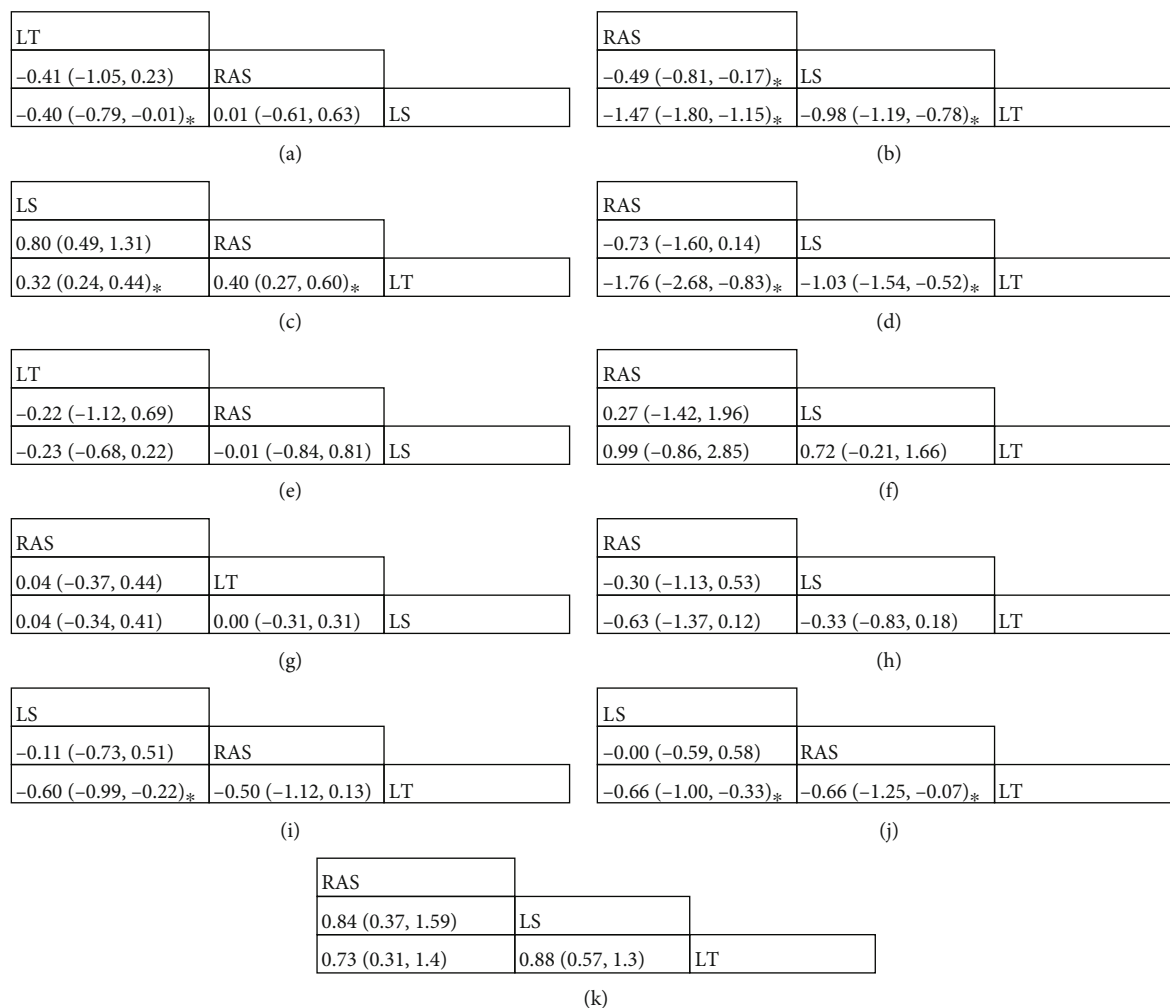 LT
–0.41 (–1.05, 0.23) RAS
–0.40 (–0.79, –0.01)* 0.01 (–0.61, 0.63) LS
(a)
RAS
–0.49 (–0.81, –0.17)* LS
–1.47 (–1.80, –1.15)* –0.98 (–1.19, –0.78)* LT
(b)
LS
0.80 (0.49, 1.31) RAS
0.32 (0.24, 0.44)* 0.40 (0.27, 0.60)* LT
(c)
RAS
–0.73 (–1.60, 0.14) LS
–1.76 (–2.68, –0.83)* –1.03 (–1.54, –0.52)* LT
(d)
LT
–0.22 (–1.12, 0.69) RAS
–0.23 (–0.68, 0.22) –0.01 (–0.84, 0.81) LS
(e)
RAS
0.27 (–1.42, 1.96) LS
0.99 (–0.86, 2.85) 0.72 (–0.21, 1.66) LT
(f)
RAS
0.04 (–0.37, 0.44) LT
0.04 (–0.34, 0.41) 0.00 (–0.31, 0.31) LS
(g)
RAS
–0.30 (–1.13, 0.53) LS
–0.63 (–1.37, 0.12) –0.33 (–0.83, 0.18) LT
(h)
LS
–0.11 (–0.73, 0.51) RAS
–0.60 (–0.99, –0.22)* –0.50 (–1.12, 0.13) LT
(i)
LS
–0.00 (–0.59, 0.58) RAS
–0.66 (–1.00, –0.33)* –0.66 (–1.25, –0.07)* LT
(j)
RAS
0.84 (0.37, 1.59) LS
0.73 (0.31, 1.4) 0.88 (0.57, 1.3) LT
(k)